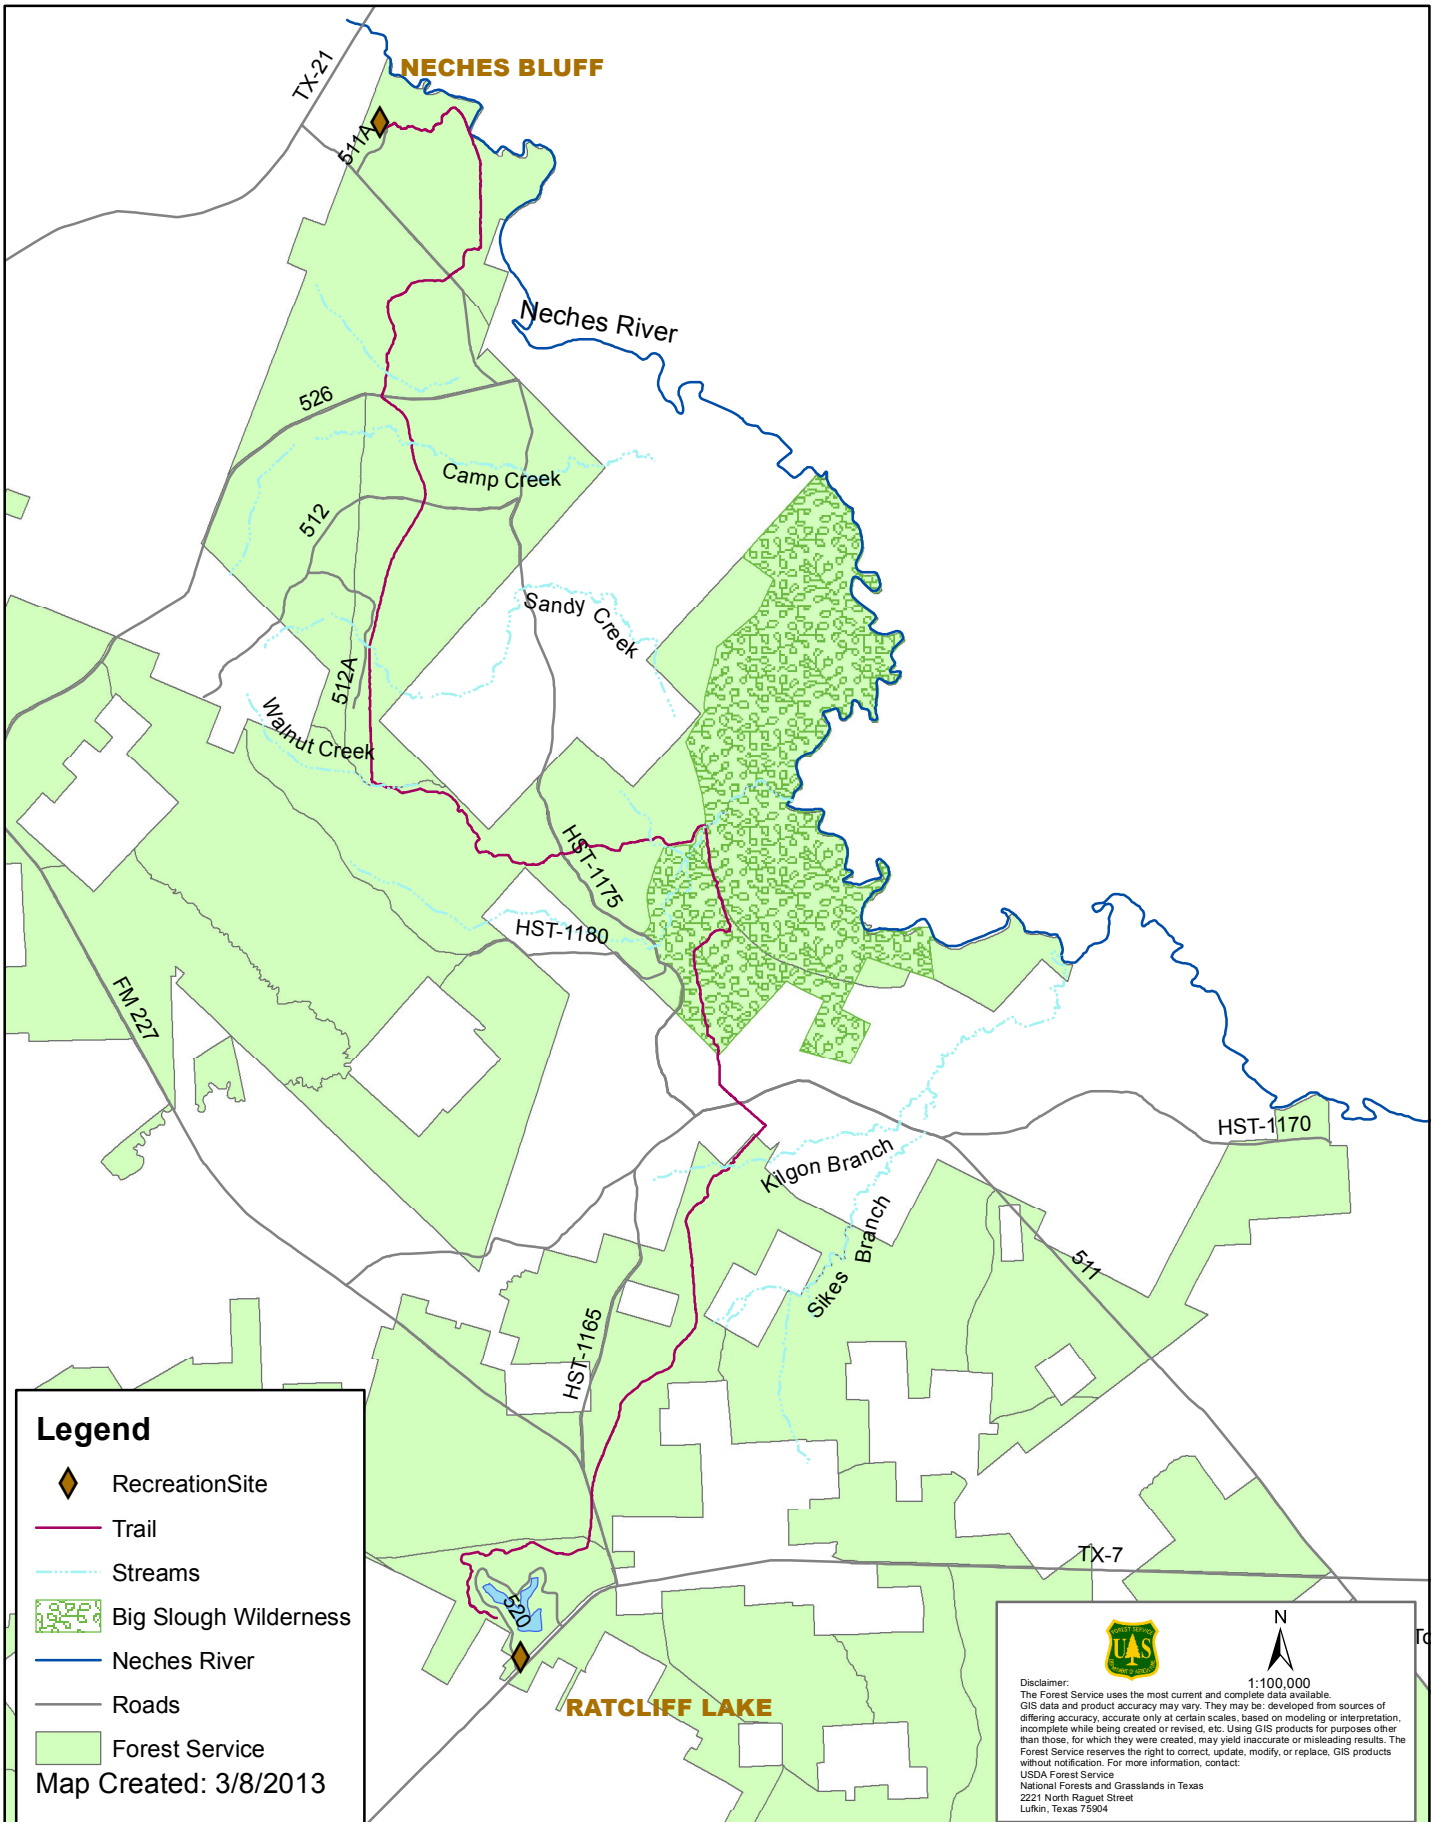 NECHES BLUFF
TX-21
511A
Neches River
526
Camp Creek
512
Sandy Creek
512A
Walnut Creek
HST-1175
HST-1180
FM 227
HST-1170
Kilgon Branch
Sikes Branch
511
HST-1165
TX-7
520
RATCLIFF LAKE
Legend
RecreationSite
Trail
Streams
Big Slough Wilderness
Neches River
Roads
Forest Service
Map Created: 3/8/2013
FOREST SERVICE
UAS
DEPARTMENT OF AGRICULTURE
N
1:100,000
Disclaimer:
The Forest Service uses the most current and complete data available.
GIS data and product accuracy may vary. They may be: developed from sources of
differing accuracy, accurate only at certain scales, based on modeling or interpretation,
incomplete while being created or revised, etc. Using GIS products for purposes other
than those, for which they were created, may yield inaccurate or misleading results. The
Forest Service reserves the right to correct, update, modify, or replace, GIS products
without notification. For more information, contact:
USDA Forest Service
National Forests and Grasslands in Texas
2221 North Raguet Street
Lufkin, Texas 75904